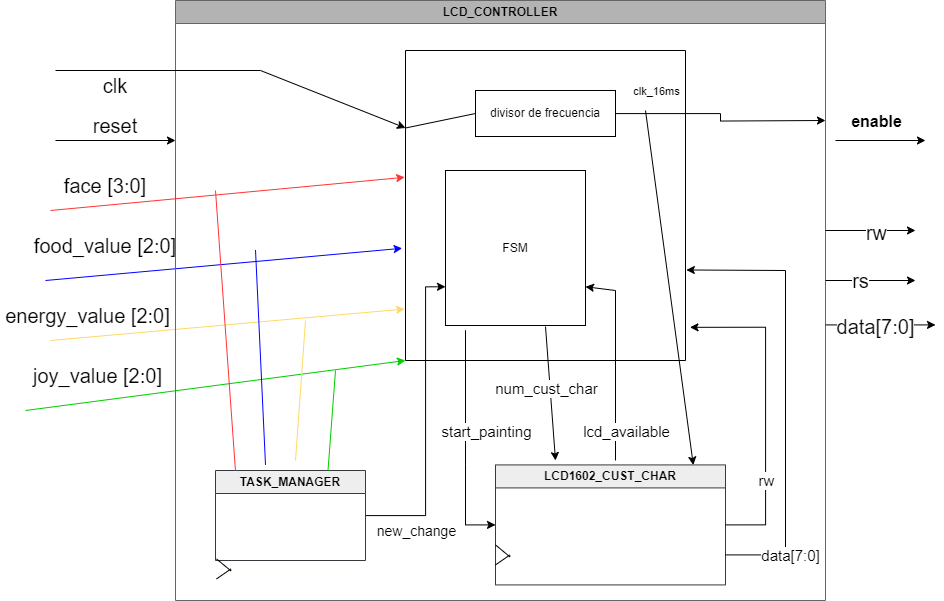 LCD_CONTROLLER
clk
clk_16ms
divisor de frecuencia
enable
reset
face [3:0]
food_value [2:0]
FSM
rw
rs
energy_value [2:0]
data[7:0]
joy_value [2:0]
num_cust_char
start_painting
lcd_available
TASK_MANAGER
LCD1602_CUST_CHAR
rw
new_change
data[7:0]